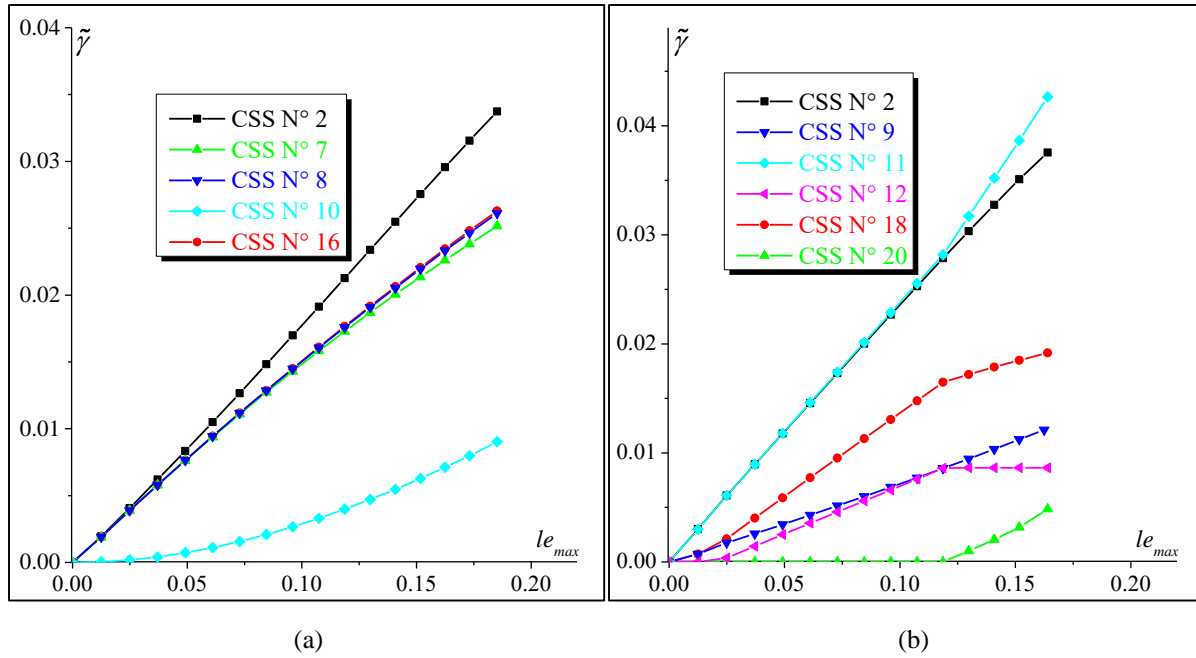 0.04
γ̃
CSS N° 2
CSS N° 7
CSS N° 8
CSS N° 10
CSS N° 16
0.03
0.02
0.01
0.00
le_max
0.00 0.05 0.10 0.15 0.20
(a)
γ̃
CSS N° 2
CSS N° 9
CSS N° 11
CSS N° 12
CSS N° 18
CSS N° 20
0.04
0.03
0.02
0.01
0.00
le_max
0.00 0.05 0.10 0.15 0.20
(b)